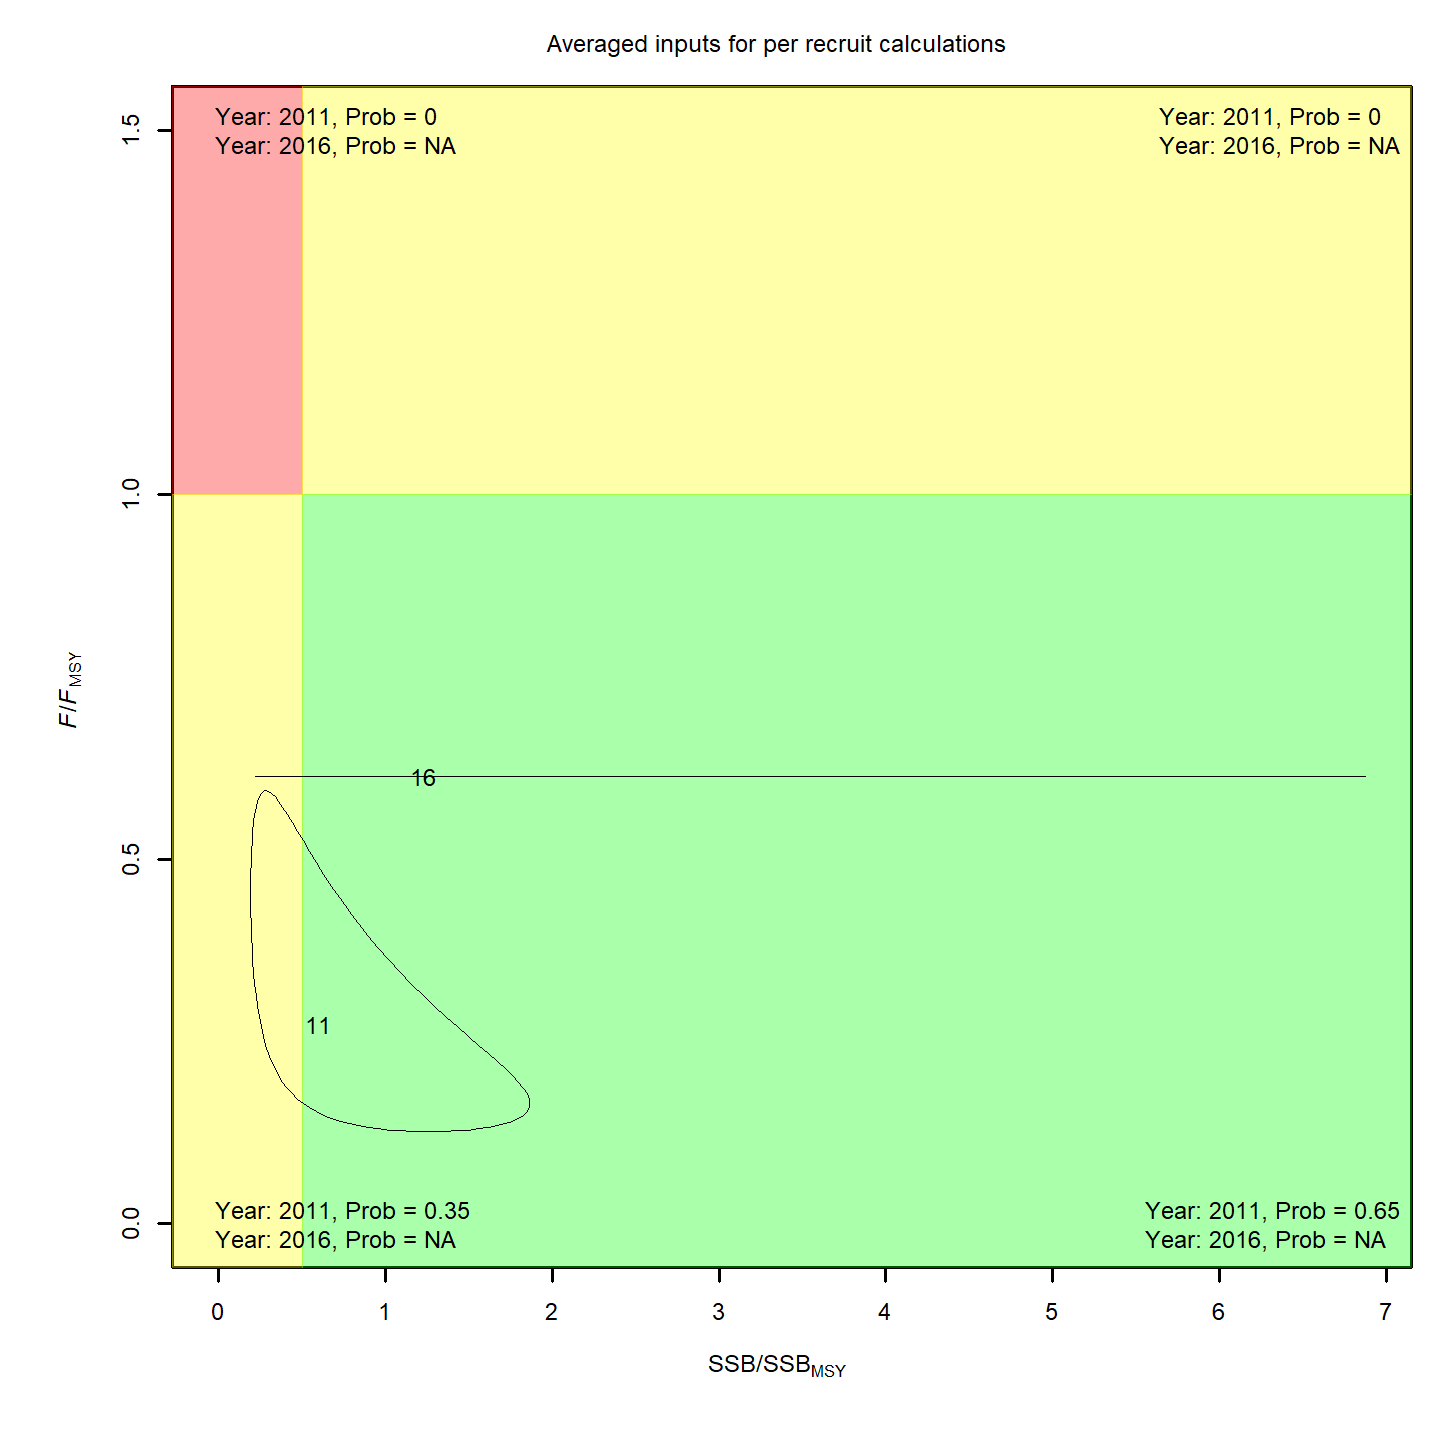 Averaged inputs for per recruit calculations
Year: 2011, Prob = 0
Year: 2016, Prob = NA
Year: 2011, Prob = 0
Year: 2016, Prob = NA
1.5
1.0
0.5
0.0
F/FMSY
16
11
Year: 2011, Prob = 0.35
Year: 2016, Prob = NA
Year: 2011, Prob = 0.65
Year: 2016, Prob = NA
0 1 2 3 4 5 6 7
SSB/SSBMSY